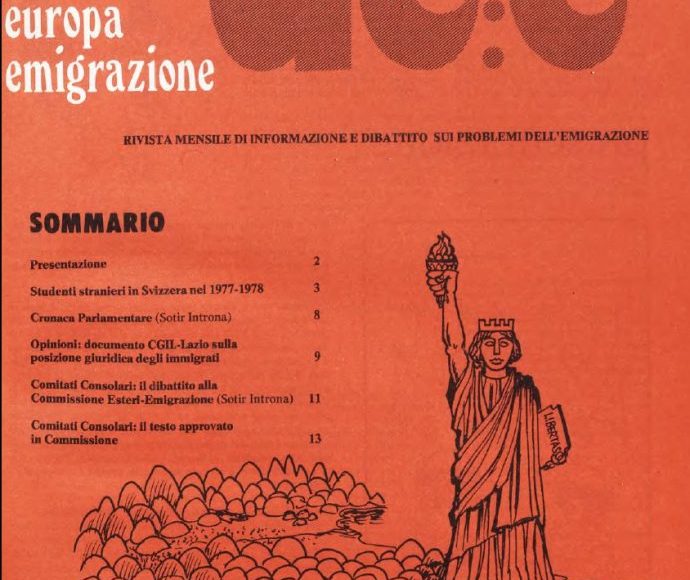 europa
emigrazione
RIVISTA MENSILE DI INFORMAZIONE E DIBATTITO SUI PROBLEMI DELL'EMIGRAZIONE
SOMMARIO
Presentazione 2
Studenti stranieri in Svizzera nel 1977-1978 3
Cronaca Parlamentare (Sotir Introna) 8
Opinioni: documento CGIL-Lazio sulla
posizione giuridica degli immigrati 9
Comitati Consolari: il dibattito alla
Commissione Esteri-Emigrazione (Sotir Introna) 11
Comitati Consolari: il testo approvato
in Commissione 13
LIBERTAS